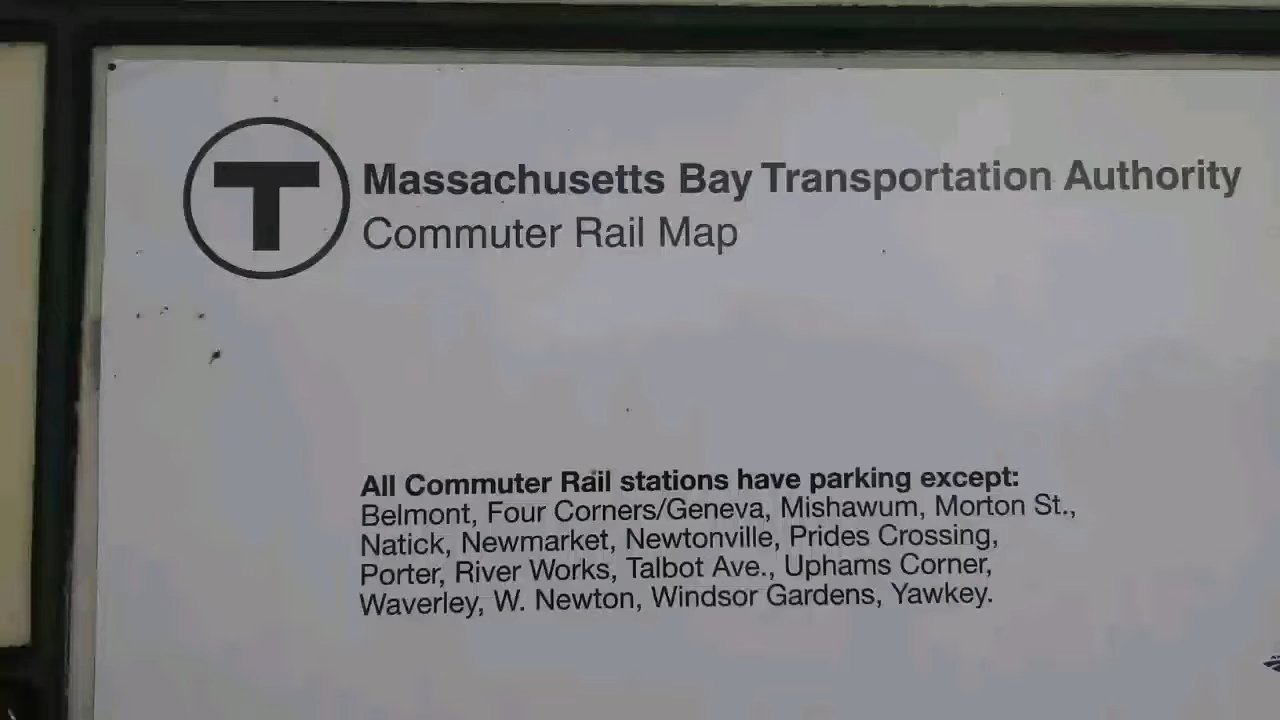 T
Massachusetts Bay Transportation Authority
Commuter Rail Map
All Commuter Rail stations have parking except:
Belmont, Four Corners/Geneva, Mishawum, Morton St.,
Natick, Newmarket, Newtonville, Prides Crossing,
Porter, River Works, Talbot Ave., Uphams Corner,
Waverley, W. Newton, Windsor Gardens, Yawkey.